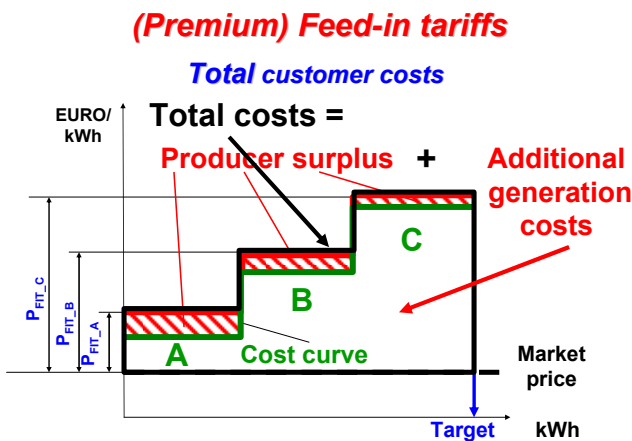 (Premium) Feed-in tariffs
Total customer costs
EURO/
kWh
Total costs =
Producer surplus +
Additional
generation
costs
C
B
A
P_FIT_C
P_FIT_B
P_FIT_A
Cost curve
Market
price
Target
kWh